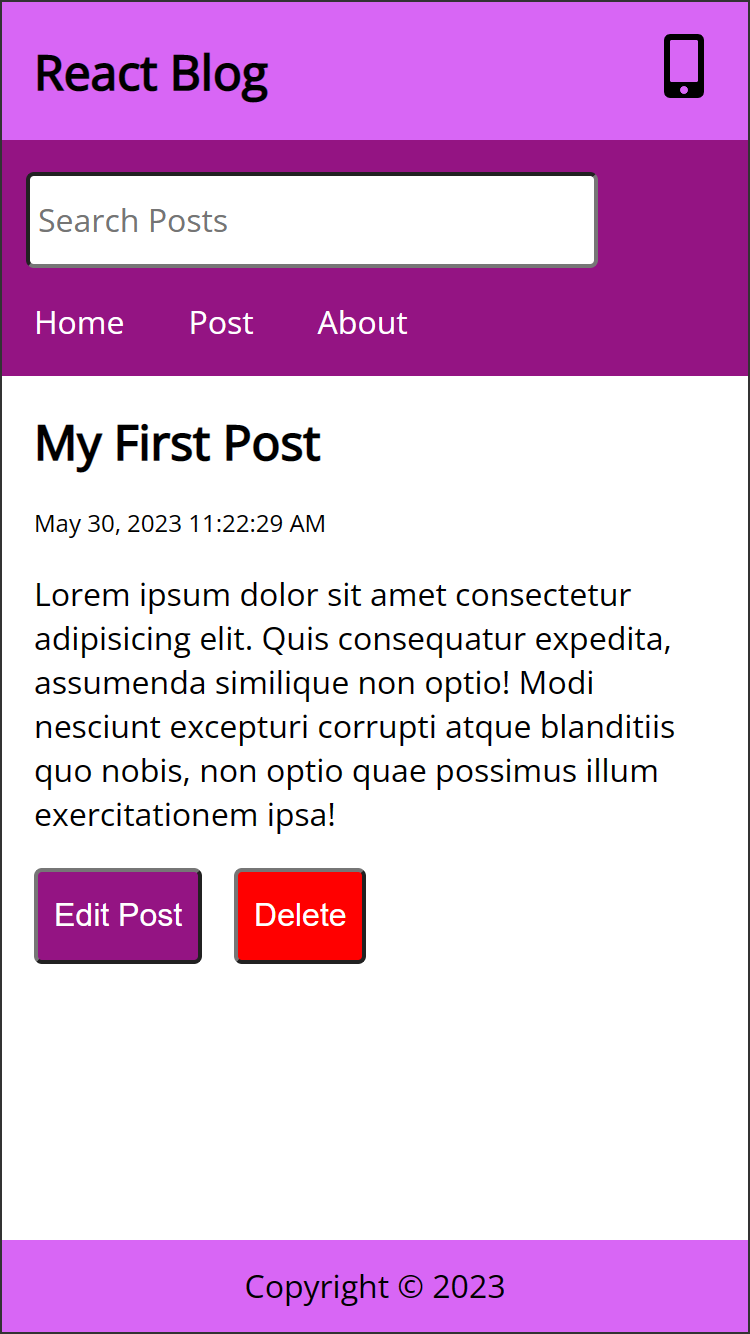 React Blog
Search Posts
Home Post About
My First Post
May 30, 2023 11:22:29 AM
Lorem ipsum dolor sit amet consectetur
adipisicing elit. Quis consequatur expedita,
assumenda similique non optio! Modi
nesciunt excepturi corrupti atque blanditiis
quo nobis, non optio quae possimus illum
exercitationem ipsa!
Edit Post Delete
Copyright © 2023